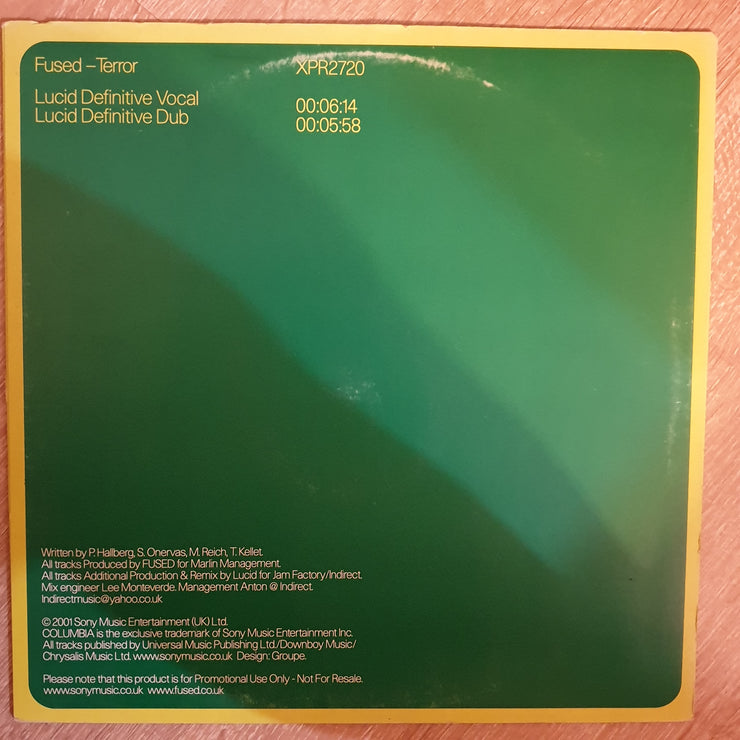 Fused – Terror XPR2720
Lucid Definitive Vocal 00:06:14
Lucid Definitive Dub 00:05:58
Written by P. Hallberg, S. Onervas, M. Reich, T. Kellet.
All tracks Produced by FUSED for Marlin Management.
All tracks Additional Production & Remix by Lucid for Jam Factory/Indirect.
Mix engineer Lee Monteverde. Management Anton @ Indirect.
Indirectmusic@yahoo.co.uk
© 2001 Sony Music Entertainment (UK) Ltd.
COLUMBIA is the exclusive trademark of Sony Music Entertainment Inc.
All tracks published by Universal Music Publishing Ltd./Downboy Music/
Chrysalis Music Ltd. www.sonymusic.co.uk Design: Groupe.
Please note that this product is for Promotional Use Only - Not For Resale.
www.sonymusic.co.uk www.fused.co.uk